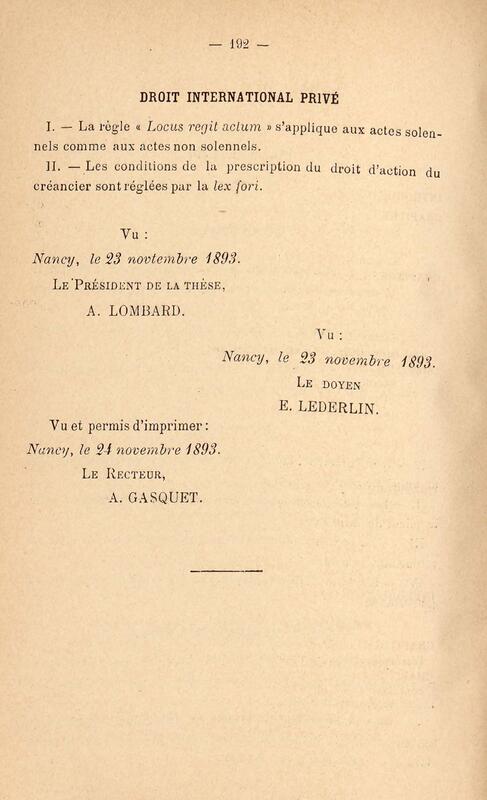 — 192 —
DROIT INTERNATIONAL PRIVÉ
I. — La règle « Locus regit actum » s'applique aux actes solen-
nels comme aux actes non solennels.
II. — Les conditions de la prescription du droit d'action du
créancier sont réglées par la lex fori.
Vu :
Nancy, le 23 novtembre 1893.
LE PRÉSIDENT DE LA THÈSE,
A. LOMBARD.
Vu :
Nancy, le 23 novembre 1893.
LE DOYEN
E. LEDERLIN.
Vu et permis d'imprimer :
Nancy, le 24 novembre 1893.
LE RECTEUR,
A. GASQUET.